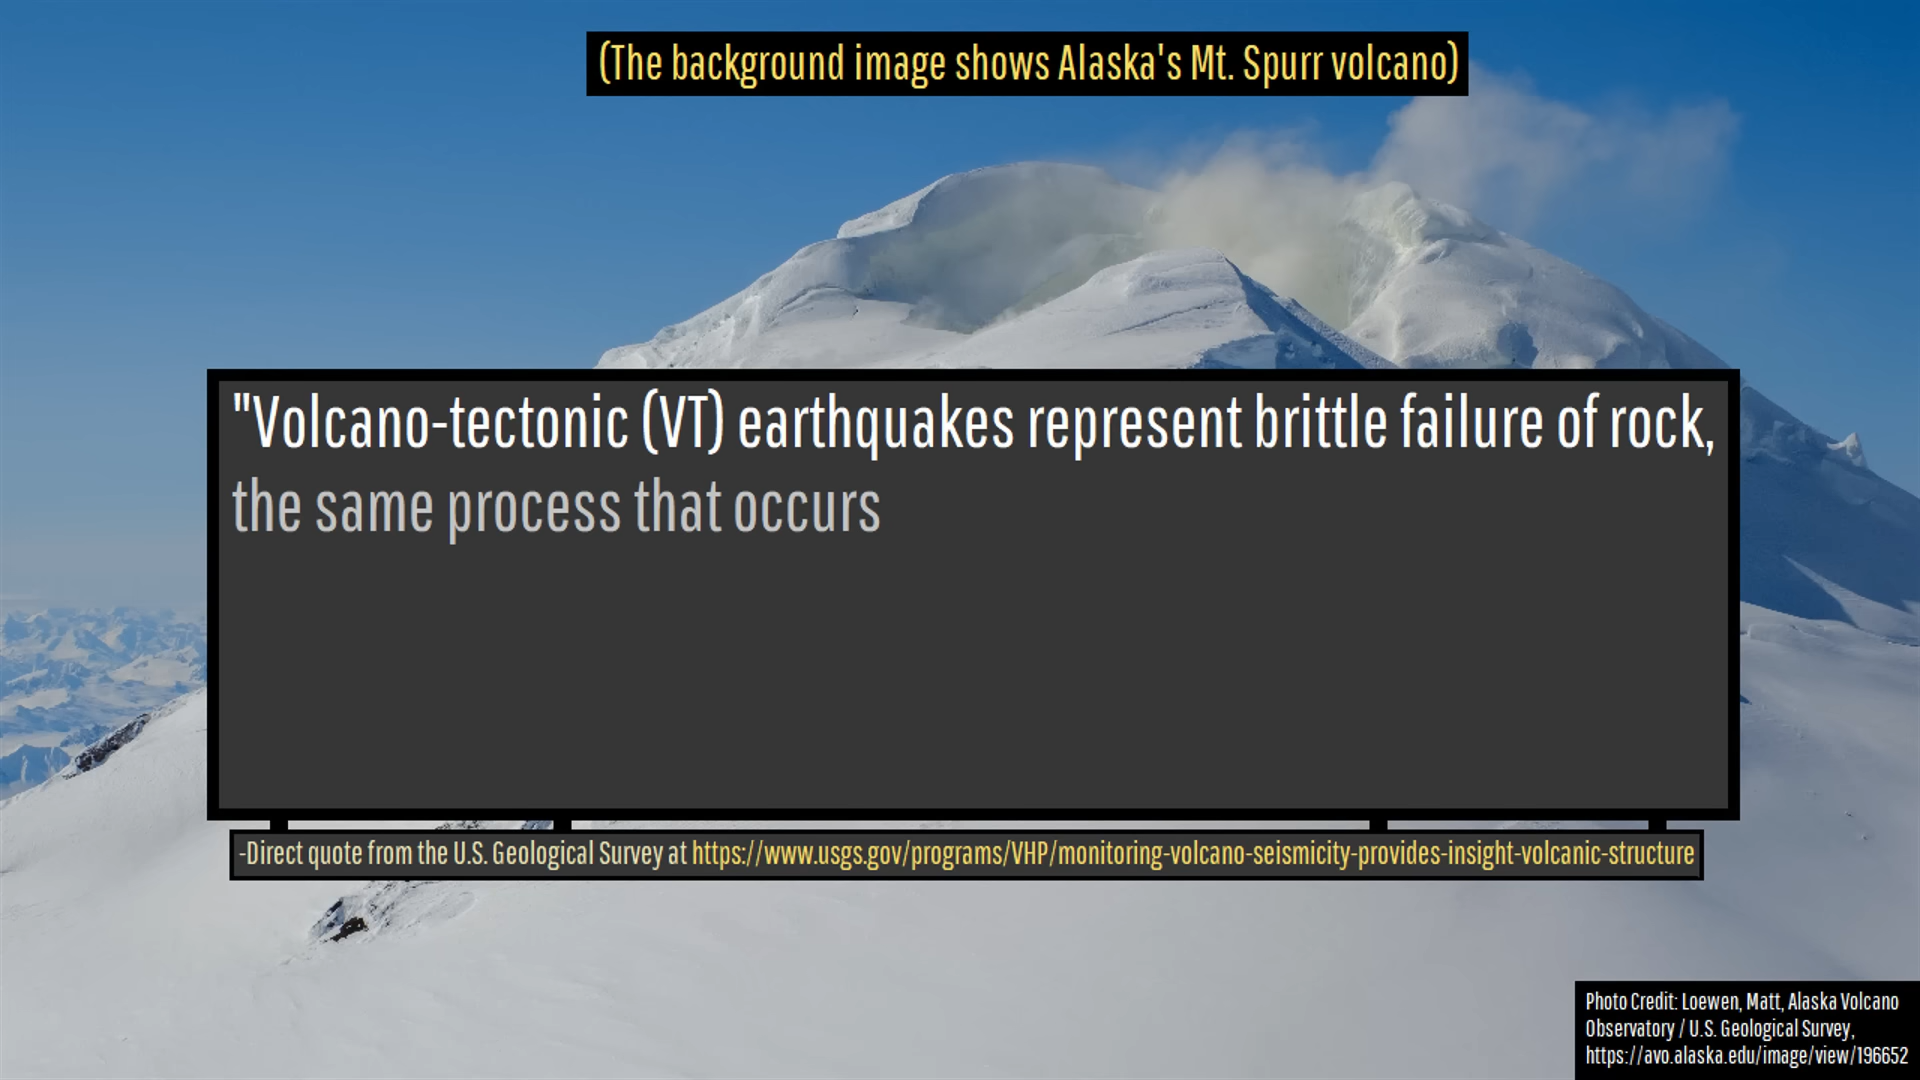 (The background image shows Alaska's Mt. Spurr volcano)
"Volcano-tectonic (VT) earthquakes represent brittle failure of rock,
the same process that occurs
-Direct quote from the U.S. Geological Survey at https://www.usgs.gov/programs/VHP/monitoring-volcano-seismicity-provides-insight-volcanic-structure
Photo Credit: Loewen, Matt, Alaska Volcano
Observatory / U.S. Geological Survey,
https://avo.alaska.edu/image/view/196652